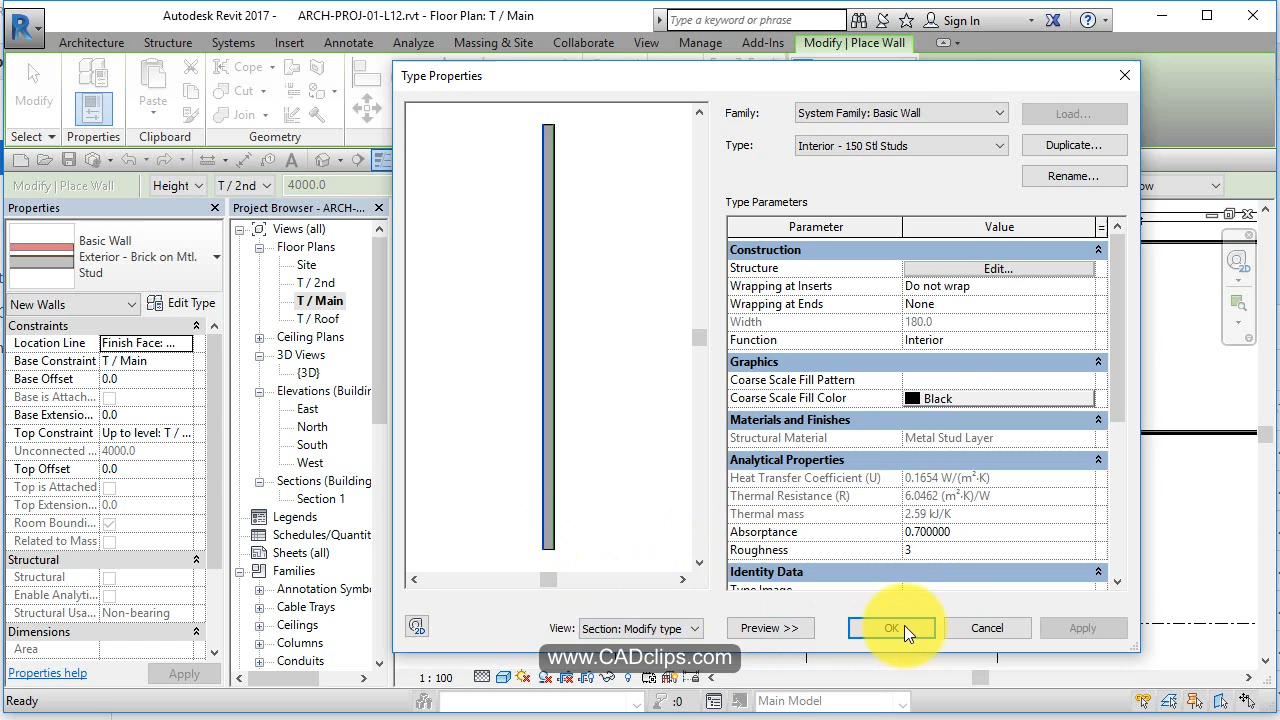 Autodesk Revit 2017 - ARCH-PROJ-01-L12.rvt - Floor Plan: T / Main
Type a keyword or phrase
Sign In
Architecture Structure Systems Insert Annotate Analyze Massing & Site Collaborate View Manage Add-Ins Modify | Place Wall
Modify
Paste
Cope
Cut
Join
Select Properties Clipboard Geometry
Modify | Place Wall Height T / 2nd 4000.0
Properties
Basic Wall
Exterior - Brick on Mtl.
Stud
New Walls Edit Type
Constraints
Location Line Finish Face: ...
Base Constraint T / Main
Base Offset 0.0
Base is Attached
Base Extensio... 0.0
Top Constraint Up to level: T / ...
Unconnected ... 4000.0
Top Offset 0.0
Top is Attached
Top Extension... 0.0
Room Boundi...
Related to Mass
Structural
Structural
Enable Analyti...
Structural Usa... Non-bearing
Dimensions
Area
Properties help Apply
Project Browser - ARCH-...
Views (all)
Floor Plans
Site
T / 2nd
T / Main
T / Roof
Ceiling Plans
3D Views
{3D}
Elevations (Building
East
North
South
West
Sections (Building
Section 1
Legends
Schedules/Quantit
Sheets (all)
Families
Annotation Symbol
Cable Trays
Ceilings
Columns
Conduits
Type Properties
Family: System Family: Basic Wall Load...
Type: Interior - 150 Stl Studs Duplicate...
Rename...
Type Parameters
Parameter Value =
Construction
Structure Edit...
Wrapping at Inserts Do not wrap
Wrapping at Ends None
Width 180.0
Function Interior
Graphics
Coarse Scale Fill Pattern
Coarse Scale Fill Color Black
Materials and Finishes
Structural Material Metal Stud Layer
Analytical Properties
Heat Transfer Coefficient (U) 0.1654 W/(m²·K)
Thermal Resistance (R) 6.0462 (m²·K)/W
Thermal mass 2.59 kJ/K
Absorptance 0.700000
Roughness 3
Identity Data
Type Image
View: Section: Modify type Preview >> OK Cancel Apply
www.CADclips.com
1 : 100
Ready :0 Main Model